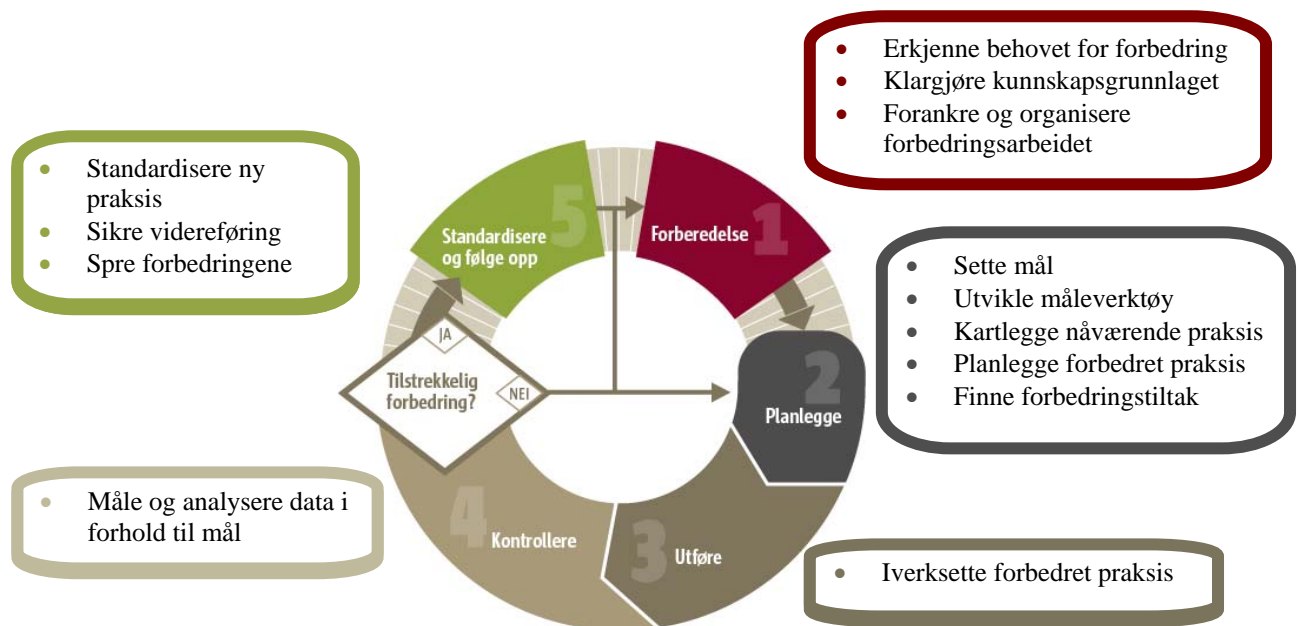 • Erkjenne behovet for forbedring
• Klargjøre kunnskapsgrunnlaget
• Forankre og organisere
forbedringsarbeidet
1
Forberedelse
• Sette mål
• Utvikle måleverktøy
• Kartlegge nåværende praksis
• Planlegge forbedret praksis
• Finne forbedringstiltak
2
Planlegge
• Iverksette forbedret praksis
3
Utføre
• Måle og analysere data i
forhold til mål
4
Kontrollere
Tilstrekkelig
forbedring?
JA
NEI
• Standardisere ny
praksis
• Sikre videreføring
• Spre forbedringene
5
Standardisere
og følge opp